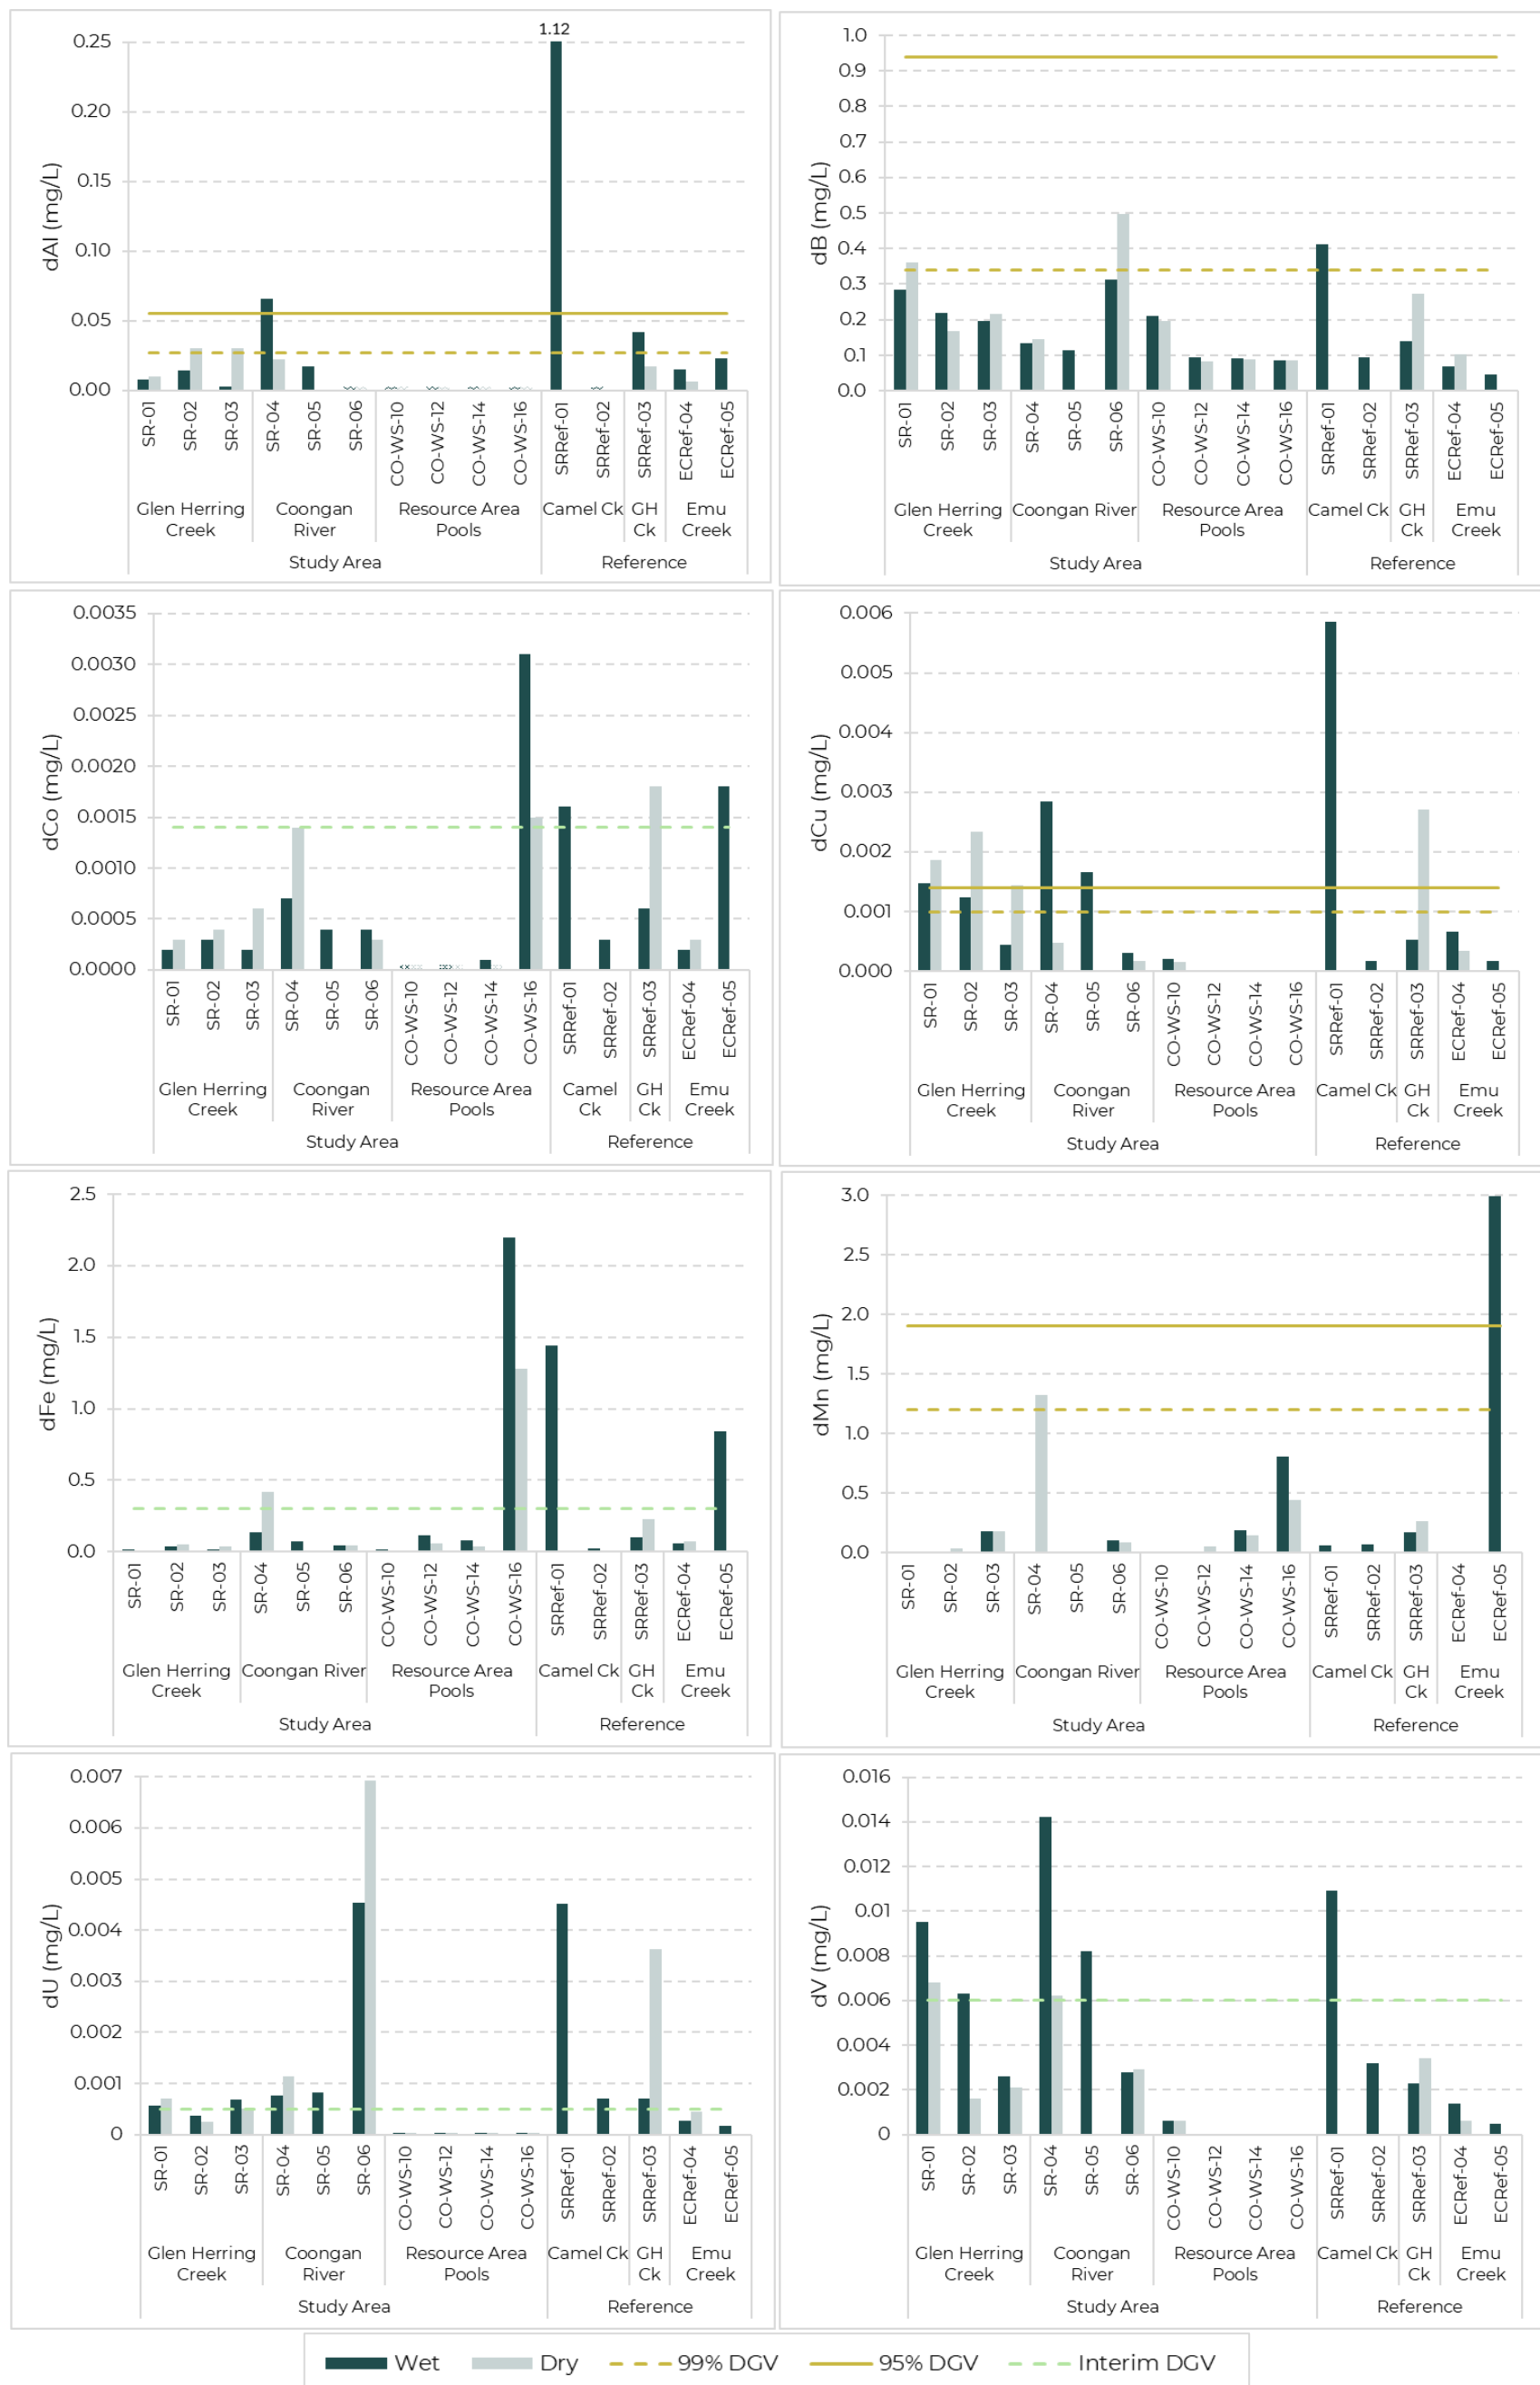 1.12
0.25
0.20
0.15
0.10
0.05
0.00
dAl (mg/L)
SR-01
SR-02
SR-03
SR-04
SR-05
SR-06
CO-WS-10
CO-WS-12
CO-WS-14
CO-WS-16
SRRef-01
SRRef-02
SRRef-03
ECRef-04
ECRef-05
Glen Herring
Creek
Coongan
River
Resource Area
Pools
Camel Ck
GH
Ck
Emu
Creek
Study Area
Reference
1.0
0.9
0.8
0.7
0.6
0.5
0.4
0.3
0.2
0.1
0.0
dB (mg/L)
SR-01
SR-02
SR-03
SR-04
SR-05
SR-06
CO-WS-10
CO-WS-12
CO-WS-14
CO-WS-16
SRRef-01
SRRef-02
SRRef-03
ECRef-04
ECRef-05
Glen Herring
Creek
Coongan River
Resource Area
Pools
Camel Ck
GH
Ck
Emu
Creek
Study Area
Reference
0.0035
0.0030
0.0025
0.0020
0.0015
0.0010
0.0005
0.0000
dCo (mg/L)
SR-01
SR-02
SR-03
SR-04
SR-05
SR-06
CO-WS-10
CO-WS-12
CO-WS-14
CO-WS-16
SRRef-01
SRRef-02
SRRef-03
ECRef-04
ECRef-05
Glen Herring
Creek
Coongan
River
Resource Area
Pools
Camel
Ck
GH
Ck
Emu
Creek
Study Area
Reference
0.006
0.005
0.004
0.003
0.002
0.001
0.000
dCu (mg/L)
SR-01
SR-02
SR-03
SR-04
SR-05
SR-06
CO-WS-10
CO-WS-12
CO-WS-14
CO-WS-16
SRRef-01
SRRef-02
SRRef-03
ECRef-04
ECRef-05
Glen Herring
Creek
Coongan
River
Resource Area
Pools
Camel Ck
GH
Ck
Emu
Creek
Study Area
Reference
2.5
2.0
1.5
1.0
0.5
0.0
dFe (mg/L)
SR-01
SR-02
SR-03
SR-04
SR-05
SR-06
CO-WS-10
CO-WS-12
CO-WS-14
CO-WS-16
SRRef-01
SRRef-02
SRRef-03
ECRef-04
ECRef-05
Glen Herring
Creek
Coongan River
Resource Area
Pools
Camel Ck
GH
Ck
Emu
Creek
Study Area
Reference
3.0
2.5
2.0
1.5
1.0
0.5
0.0
dMn (mg/L)
SR-01
SR-02
SR-03
SR-04
SR-05
SR-06
CO-WS-10
CO-WS-12
CO-WS-14
CO-WS-16
SRRef-01
SRRef-02
SRRef-03
ECRef-04
ECRef-05
Glen Herring
Creek
Coongan River
Resource Area
Pools
Camel Ck
GH
Ck
Emu
Creek
Study Area
Reference
0.007
0.006
0.005
0.004
0.003
0.002
0.001
0
dU (mg/L)
SR-01
SR-02
SR-03
SR-04
SR-05
SR-06
CO-WS-10
CO-WS-12
CO-WS-14
CO-WS-16
SRRef-01
SRRef-02
SRRef-03
ECRef-04
ECRef-05
Glen Herring
Creek
Coongan
River
Resource Area
Pools
Camel Ck
GH
Ck
Emu
Creek
Study Area
Reference
0.016
0.014
0.012
0.01
0.008
0.006
0.004
0.002
0
dV (mg/L)
SR-01
SR-02
SR-03
SR-04
SR-05
SR-06
CO-WS-10
CO-WS-12
CO-WS-14
CO-WS-16
SRRef-01
SRRef-02
SRRef-03
ECRef-04
ECRef-05
Glen Herring
Creek
Coongan
River
Resource Area
Pools
Camel Ck
GH
Ck
Emu
Creek
Study Area
Reference
Wet Dry 99% DGV 95% DGV Interim DGV